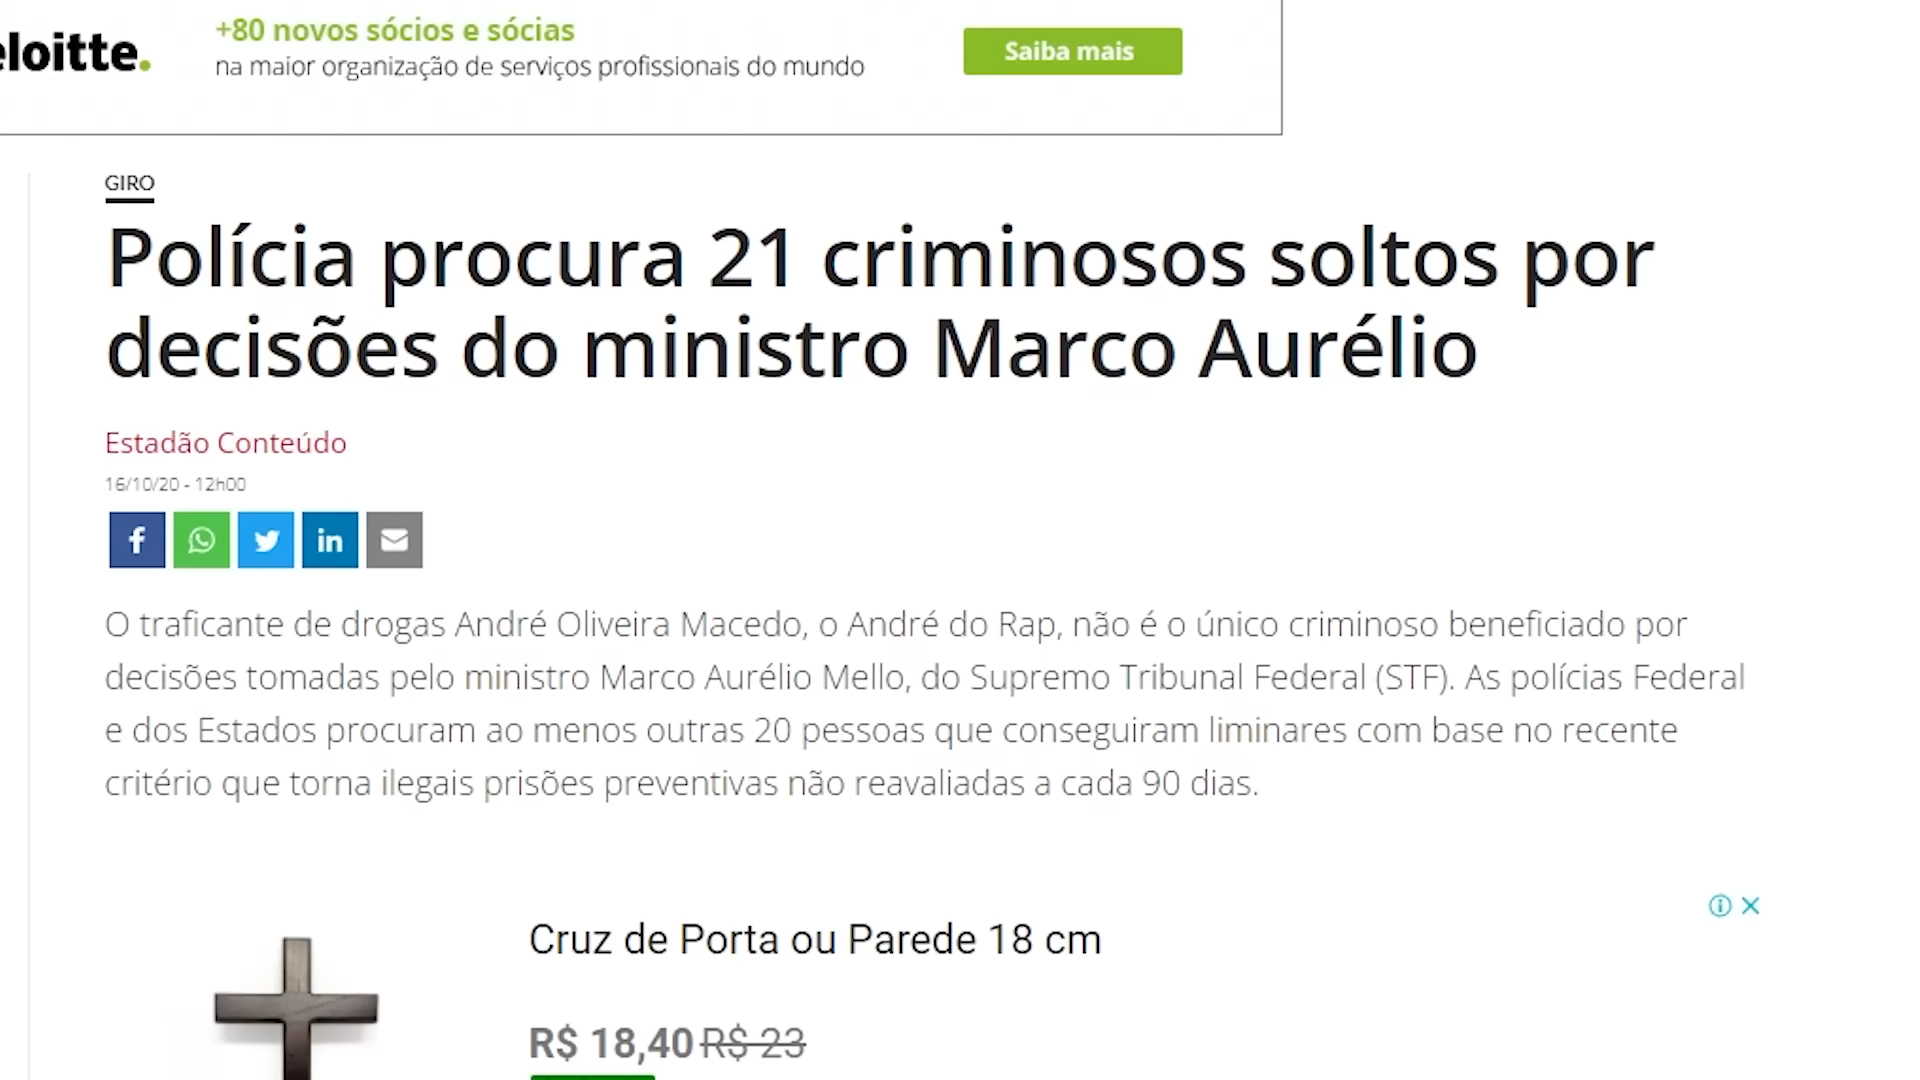 eloitte.
+80 novos sócios e sócias
na maior organização de serviços profissionais do mundo
Saiba mais
GIRO
Polícia procura 21 criminosos soltos por
decisões do ministro Marco Aurélio
Estadão Conteúdo
16/10/20 - 12h00
O traficante de drogas André Oliveira Macedo, o André do Rap, não é o único criminoso beneficiado por
decisões tomadas pelo ministro Marco Aurélio Mello, do Supremo Tribunal Federal (STF). As polícias Federal
e dos Estados procuram ao menos outras 20 pessoas que conseguiram liminares com base no recente
critério que torna ilegais prisões preventivas não reavaliadas a cada 90 dias.
Cruz de Porta ou Parede 18 cm
R$ 18,40 R$ 23